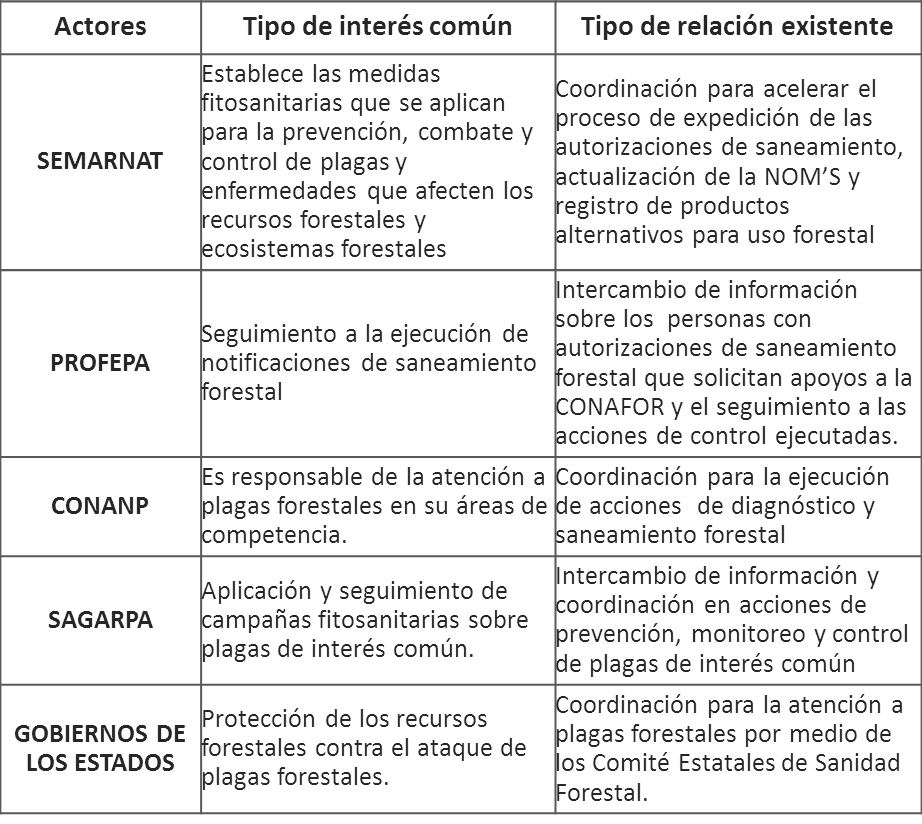 Actores
Tipo de interés común
Tipo de relación existente
SEMARNAT
Establece las medidas
fitosanitarias que se aplican
para la prevención, combate y
control de plagas y
enfermedades que afecten los
recursos forestales y
ecosistemas forestales
Coordinación para acelerar el
proceso de expedición de las
autorizaciones de saneamiento,
actualización de la NOM’S y
registro de productos
alternativos para uso forestal
PROFEPA
Seguimiento a la ejecución de
notificaciones de saneamiento
forestal
Intercambio de información
sobre los personas con
autorizaciones de saneamiento
forestal que solicitan apoyos a la
CONAFOR y el seguimiento a las
acciones de control ejecutadas.
CONANP
Es responsable de la atención a
plagas forestales en su áreas de
competencia.
Coordinación para la ejecución
de acciones de diagnóstico y
saneamiento forestal
SAGARPA
Aplicación y seguimiento de
campañas fitosanitarias sobre
plagas de interés común.
Intercambio de información y
coordinación en acciones de
prevención, monitoreo y control
de plagas de interés común
GOBIERNOS DE
LOS ESTADOS
Protección de los recursos
forestales contra el ataque de
plagas forestales.
Coordinación para la atención a
plagas forestales por medio de
los Comité Estatales de Sanidad
Forestal.